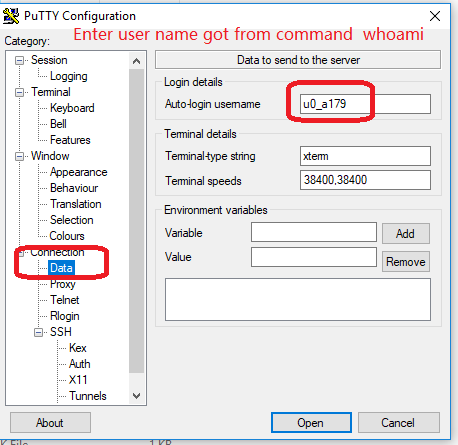 PuTTY Configuration
Enter user name got from command whoami
Category:
Session
Logging
Terminal
Keyboard
Bell
Features
Window
Appearance
Behaviour
Translation
Selection
Colours
Connection
Data
Proxy
Telnet
Rlogin
SSH
Kex
Auth
X11
Tunnels
Data to send to the server
Login details
Auto-login username
u0_a179
Terminal details
Terminal-type string
xterm
Terminal speeds
38400,38400
Environment variables
Variable
Add
Value
Remove
About
Open
Cancel